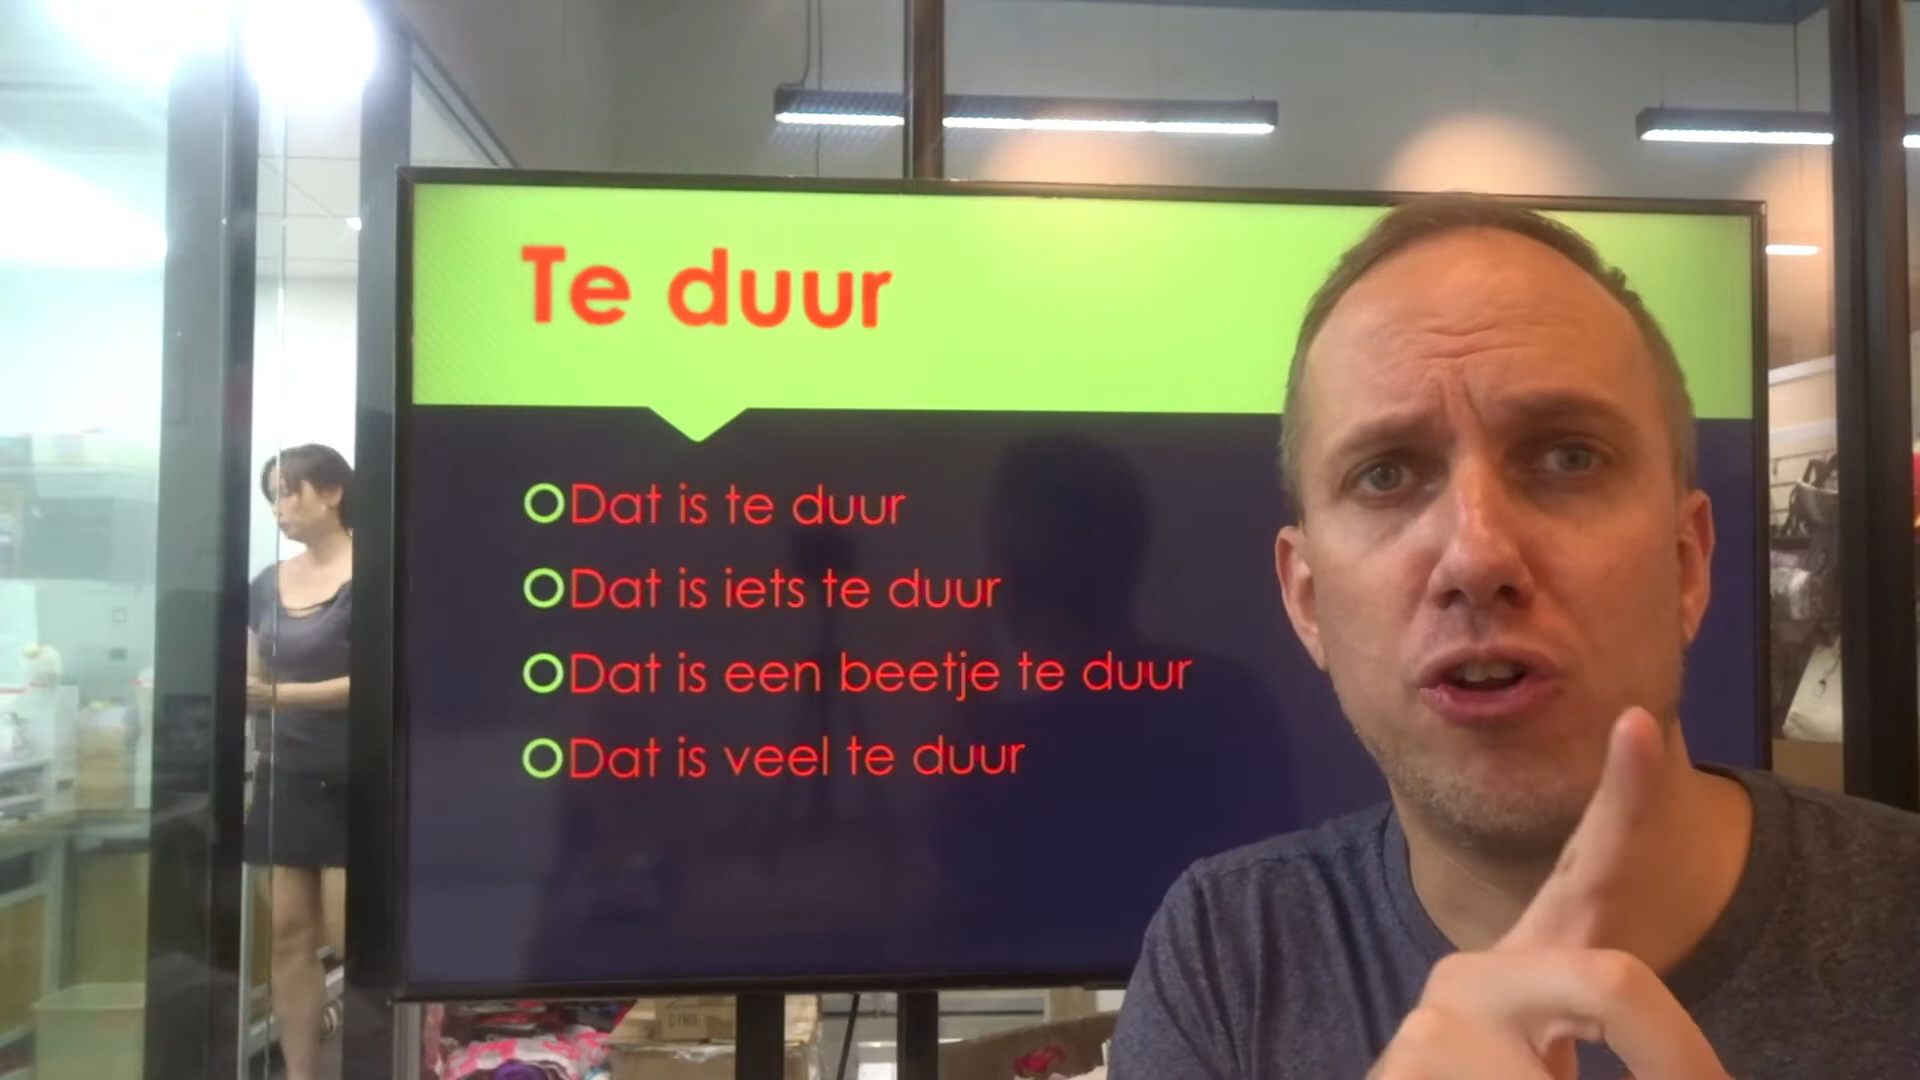 Te duur
Dat is te duur
Dat is iets te duur
Dat is een beetje te duur
Dat is veel te duur